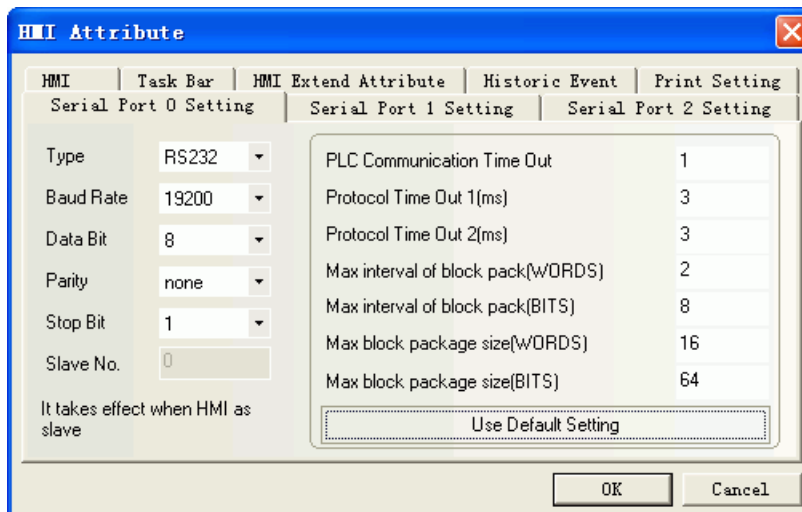 HMI Attribute
HMI Task Bar HMI Extend Attribute Historic Event Print Setting
Serial Port 0 Setting Serial Port 1 Setting Serial Port 2 Setting
Type RS232
Baud Rate 19200
Data Bit 8
Parity none
Stop Bit 1
Slave No. 0
It takes effect when HMI as
slave
PLC Communication Time Out 1
Protocol Time Out 1(ms) 3
Protocol Time Out 2(ms) 3
Max interval of block pack(WORDS) 2
Max interval of block pack(BITS) 8
Max block package size(WORDS) 16
Max block package size(BITS) 64
Use Default Setting
OK Cancel